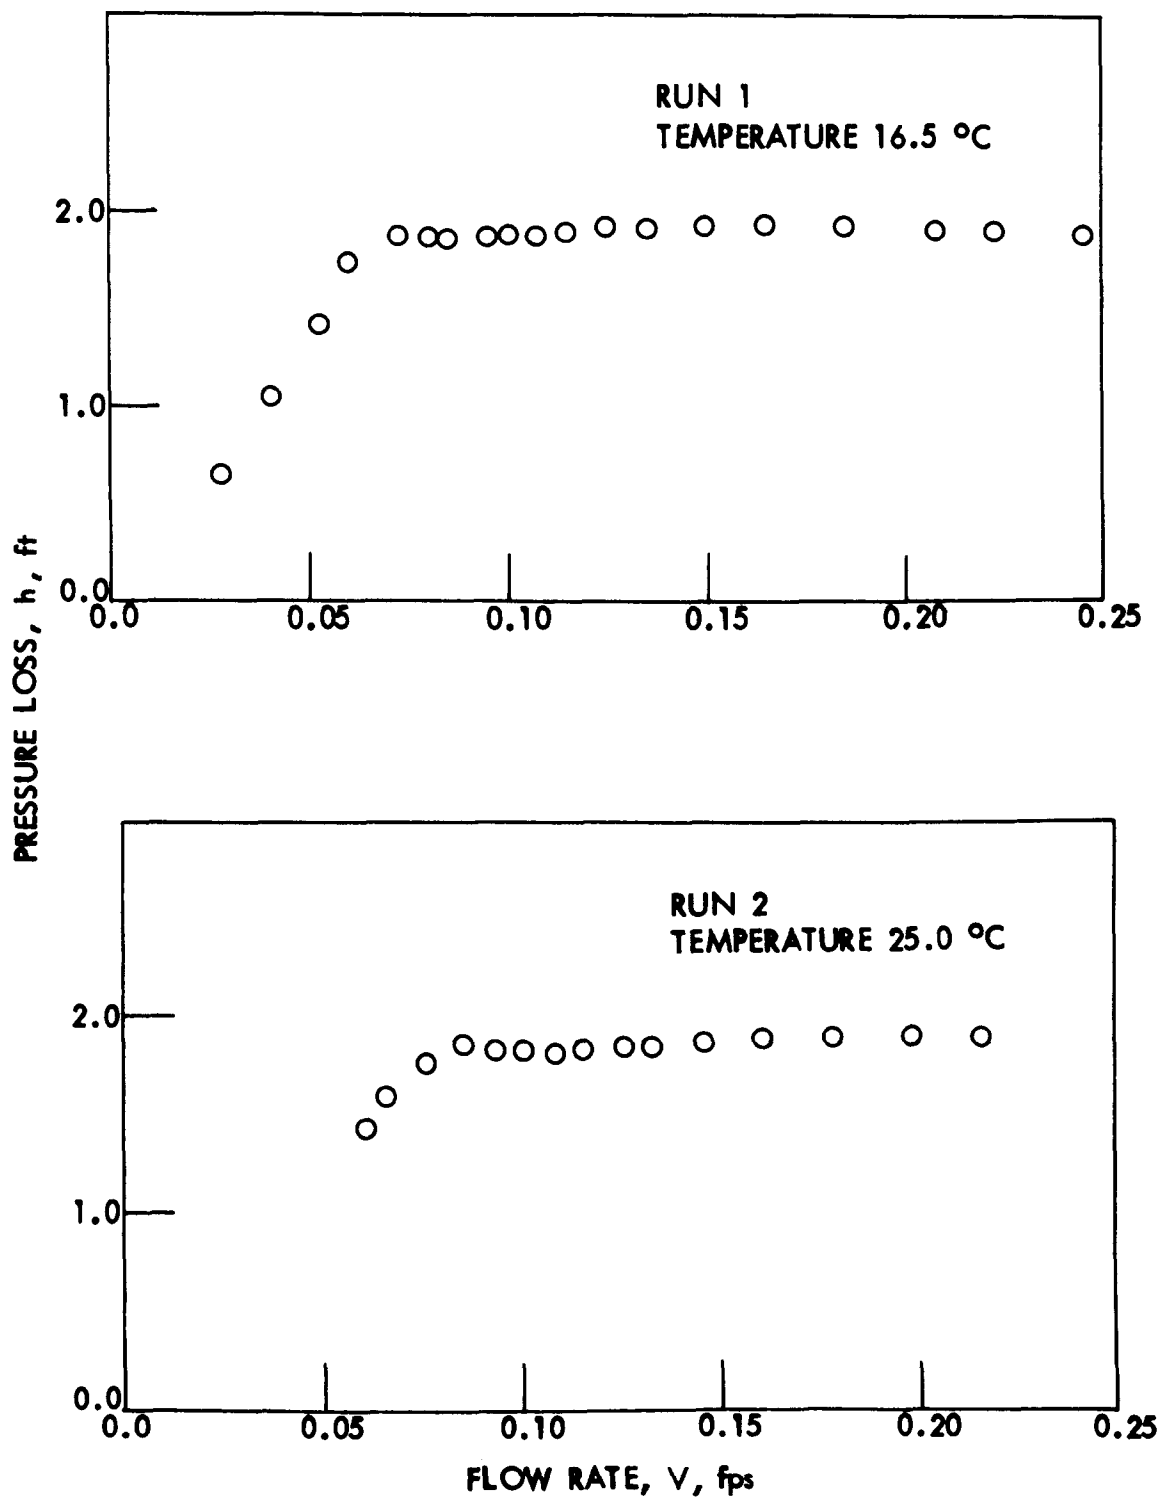 RUN 1
TEMPERATURE 16.5 °C
2.0
1.0
0.0
0.0 0.05 0.10 0.15 0.20 0.25
PRESSURE LOSS, h, ft
RUN 2
TEMPERATURE 25.0 °C
2.0
1.0
0.0
0.0 0.05 0.10 0.15 0.20 0.25
FLOW RATE, V, fps